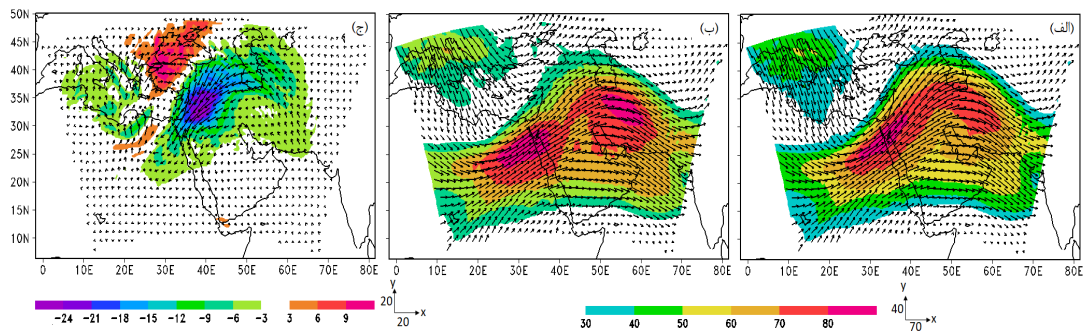 (ج) (ب) (الف)
50N
45N
40N
35N
30N
25N
20N
15N
10N
0 10E 20E 30E 40E 50E 60E 70E 80E
0 10E 20E 30E 40E 50E 60E 70E 80E
0 10E 20E 30E 40E 50E 60E 70E 80E
-24 -21 -18 -15 -12 -9 -6 -3 3 6 9
y
20
x
20
30 40 50 60 70 80
y
40
x
70